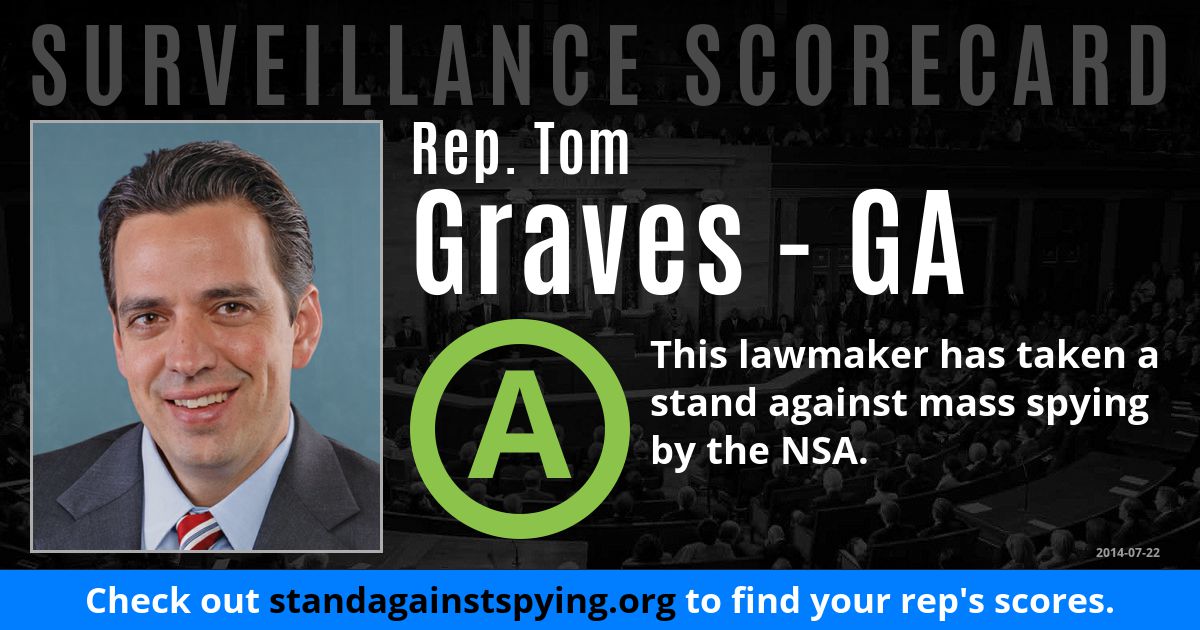 SURVEILLANCE SCORECARD
Rep. Tom
Graves - GA
A
This lawmaker has taken a
stand against mass spying
by the NSA.
2014-07-22
Check out standagainstspying.org to find your rep's scores.